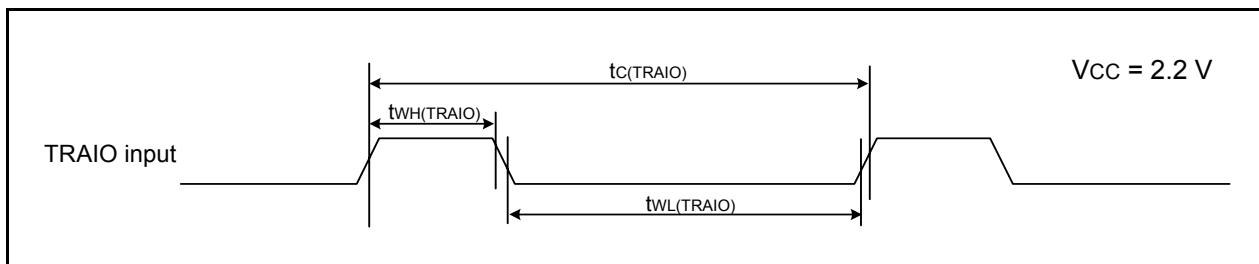 tC(TRAIO)
VCC = 2.2 V
tWH(TRAIO)
TRAIO input
tWL(TRAIO)